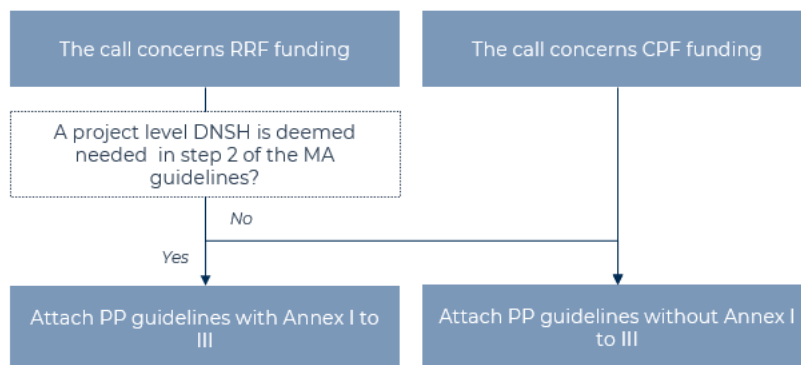 The call concerns RRF funding
The call concerns CPF funding
A project level DNSH is deemed
needed in step 2 of the MA
guidelines?
No
Yes
Attach PP guidelines with Annex I to
III
Attach PP guidelines without Annex I
to III